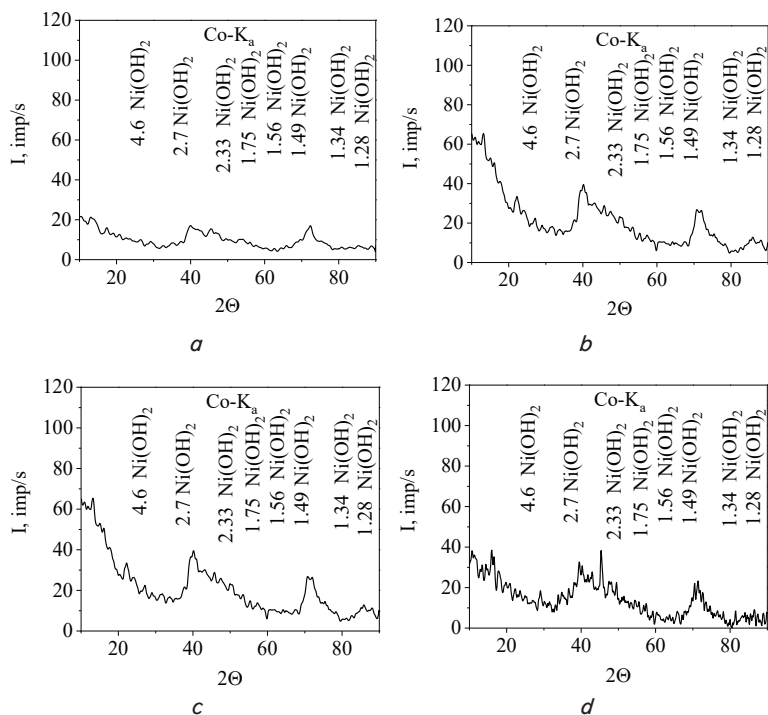 Co-Kₐ
I, imp/s
120
100
80
60
40
20
0
4.6 Ni(OH)₂
2.7 Ni(OH)₂
2.33 Ni(OH)₂
1.75 Ni(OH)₂
1.56 Ni(OH)₂
1.49 Ni(OH)₂
1.34 Ni(OH)₂
1.28 Ni(OH)₂
20 40 60 80
2Θ
a
Co-Kₐ
I, imp/s
120
100
80
60
40
20
0
4.6 Ni(OH)₂
2.7 Ni(OH)₂
2.33 Ni(OH)₂
1.75 Ni(OH)₂
1.56 Ni(OH)₂
1.49 Ni(OH)₂
1.34 Ni(OH)₂
1.28 Ni(OH)₂
20 40 60 80
2Θ
b
Co-Kₐ
I, imp/s
120
100
80
60
40
20
0
4.6 Ni(OH)₂
2.7 Ni(OH)₂
2.33 Ni(OH)₂
1.75 Ni(OH)₂
1.56 Ni(OH)₂
1.49 Ni(OH)₂
1.34 Ni(OH)₂
1.28 Ni(OH)₂
20 40 60 80
2Θ
c
Co-Kₐ
I, imp/s
120
100
80
60
40
20
0
4.6 Ni(OH)₂
2.7 Ni(OH)₂
2.33 Ni(OH)₂
1.75 Ni(OH)₂
1.56 Ni(OH)₂
1.49 Ni(OH)₂
1.34 Ni(OH)₂
1.28 Ni(OH)₂
20 40 60 80
2Θ
d